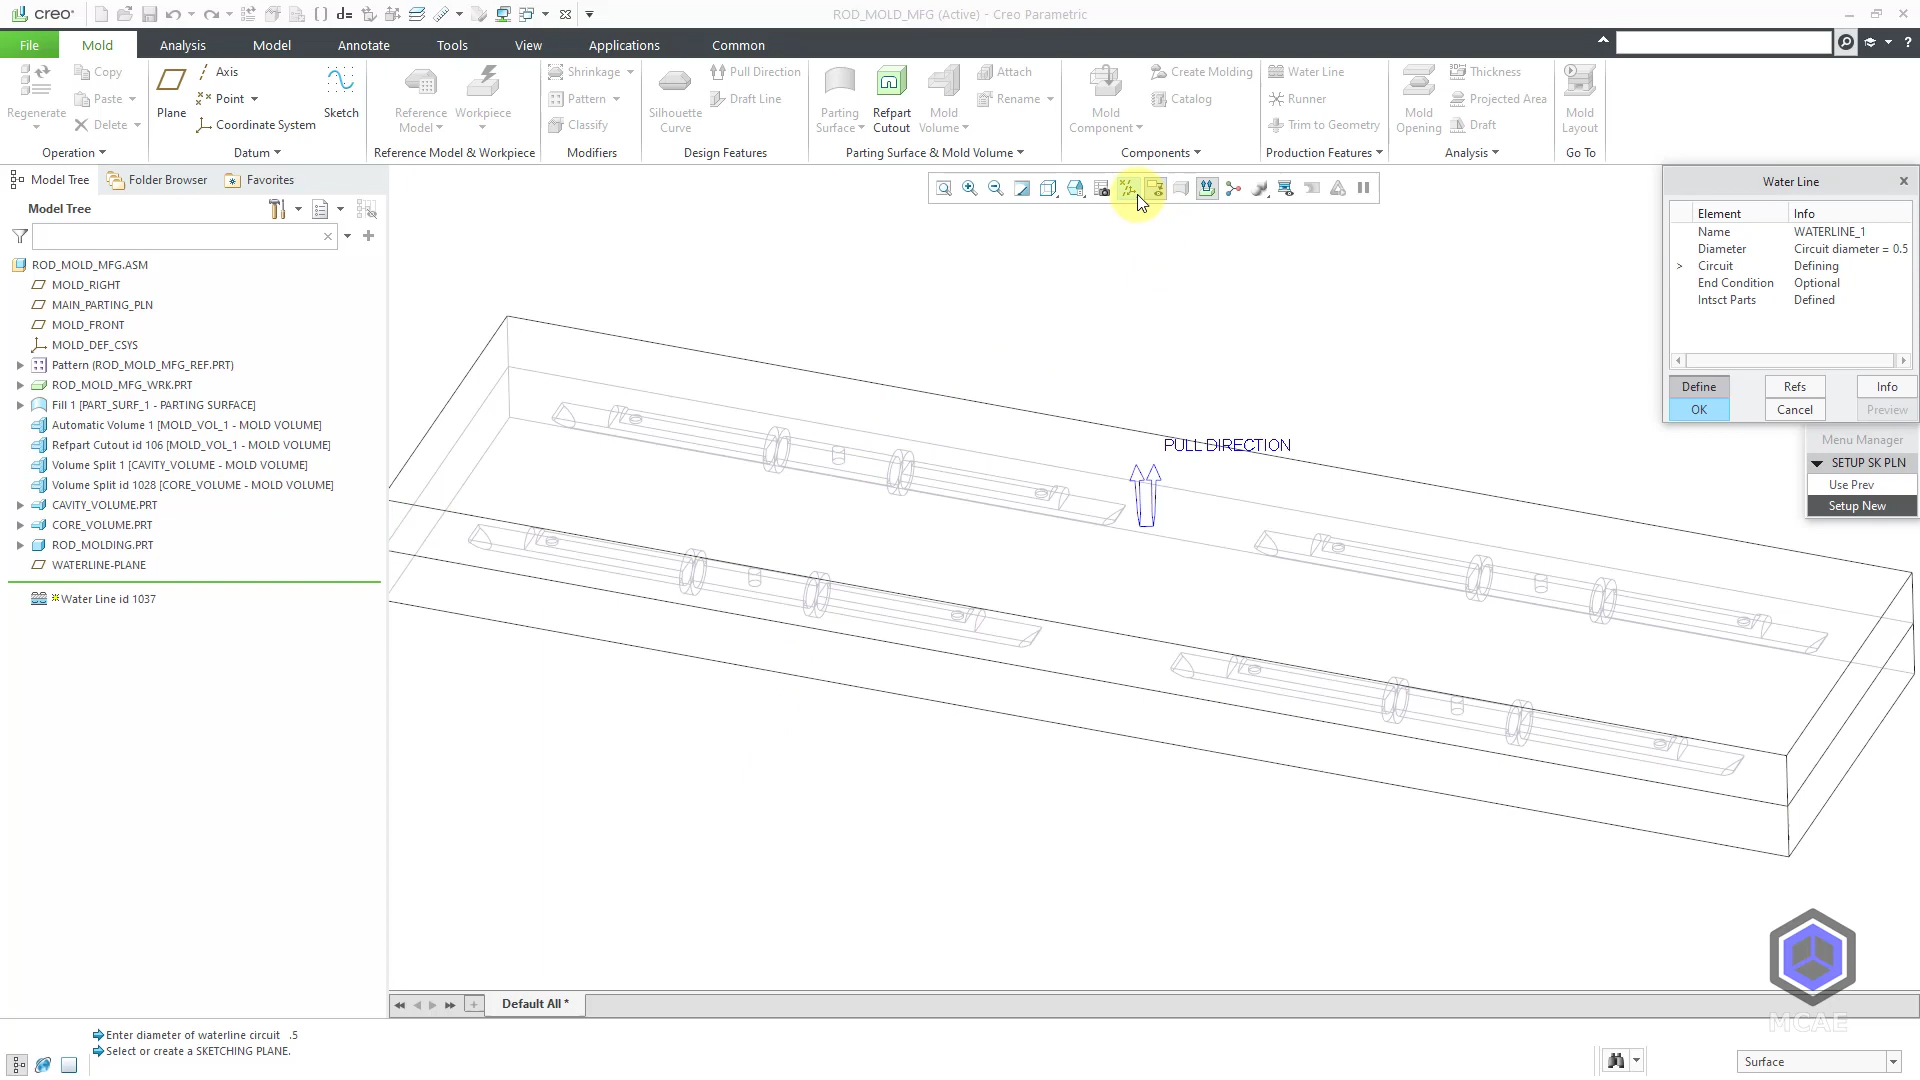 creo
ROD_MOLD_MFG (Active) - Creo Parametric
File
Mold
Analysis
Model
Annotate
Tools
View
Applications
Common
Regenerate
Copy
Paste
Delete
Operation
Plane
Axis
Point
Coordinate System
Sketch
Datum
Reference Model
Workpiece
Reference Model & Workpiece
Shrinkage
Pattern
Classify
Modifiers
Silhouette Curve
Pull Direction
Draft Line
Design Features
Parting Surface
Refpart Cutout
Mold Volume
Attach
Rename
Parting Surface & Mold Volume
Mold Component
Create Molding
Catalog
Components
Water Line
Runner
Trim to Geometry
Production Features
Mold Opening
Thickness
Projected Area
Draft
Analysis
Mold Layout
Go To
Model Tree
Folder Browser
Favorites
Model Tree
ROD_MOLD_MFG.ASM
MOLD_RIGHT
MAIN_PARTING_PLN
MOLD_FRONT
MOLD_DEF_CSYS
Pattern (ROD_MOLD_MFG_REF.PRT)
ROD_MOLD_MFG_WRK.PRT
Fill 1 [PART_SURF_1 - PARTING SURFACE]
Automatic Volume 1 [MOLD_VOL_1 - MOLD VOLUME]
Refpart Cutout id 106 [MOLD_VOL_1 - MOLD VOLUME]
Volume Split 1 [CAVITY_VOLUME - MOLD VOLUME]
Volume Split id 1028 [CORE_VOLUME - MOLD VOLUME]
CAVITY_VOLUME.PRT
CORE_VOLUME.PRT
ROD_MOLDING.PRT
WATERLINE-PLANE
Water Line id 1037
PULL DIRECTION
Water Line
Element Info
Name WATERLINE_1
Diameter Circuit diameter = 0.5
> Circuit Defining
End Condition Optional
Intsct Parts Defined
Define Refs Info
OK Cancel Preview
Menu Manager
SETUP SK PLN
Use Prev
Setup New
MCAE
Default All *
Enter diameter of waterline circuit .5
Select or create a SKETCHING PLANE.
Surface